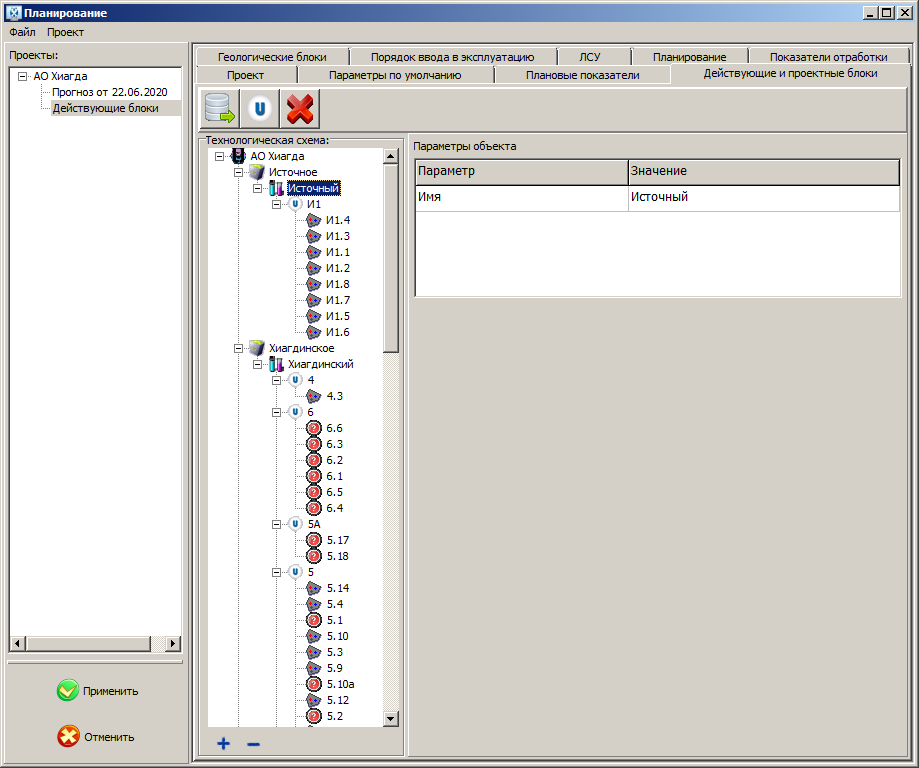 Планирование
Файл Проект
Проекты:
АО Хиагда
Прогноз от 22.06.2020
Действующие блоки
Применить
Отменить
Геологические блоки Порядок ввода в эксплуатацию ЛСУ Планирование Показатели отработки
Проект Параметры по умолчанию Плановые показатели Действующие и проектные блоки
Технологическая схема:
АО Хиагда
Источное
Источный
И1
И1.4
И1.3
И1.1
И1.2
И1.8
И1.7
И1.5
И1.6
Хиагдинское
Хиагдинский
4
4.3
6
6.6
6.3
6.2
6.1
6.5
6.4
5А
5.17
5.18
5
5.14
5.4
5.1
5.10
5.3
5.9
5.10а
5.12
5.2
Параметры объекта
Параметр Значение
Имя Источный